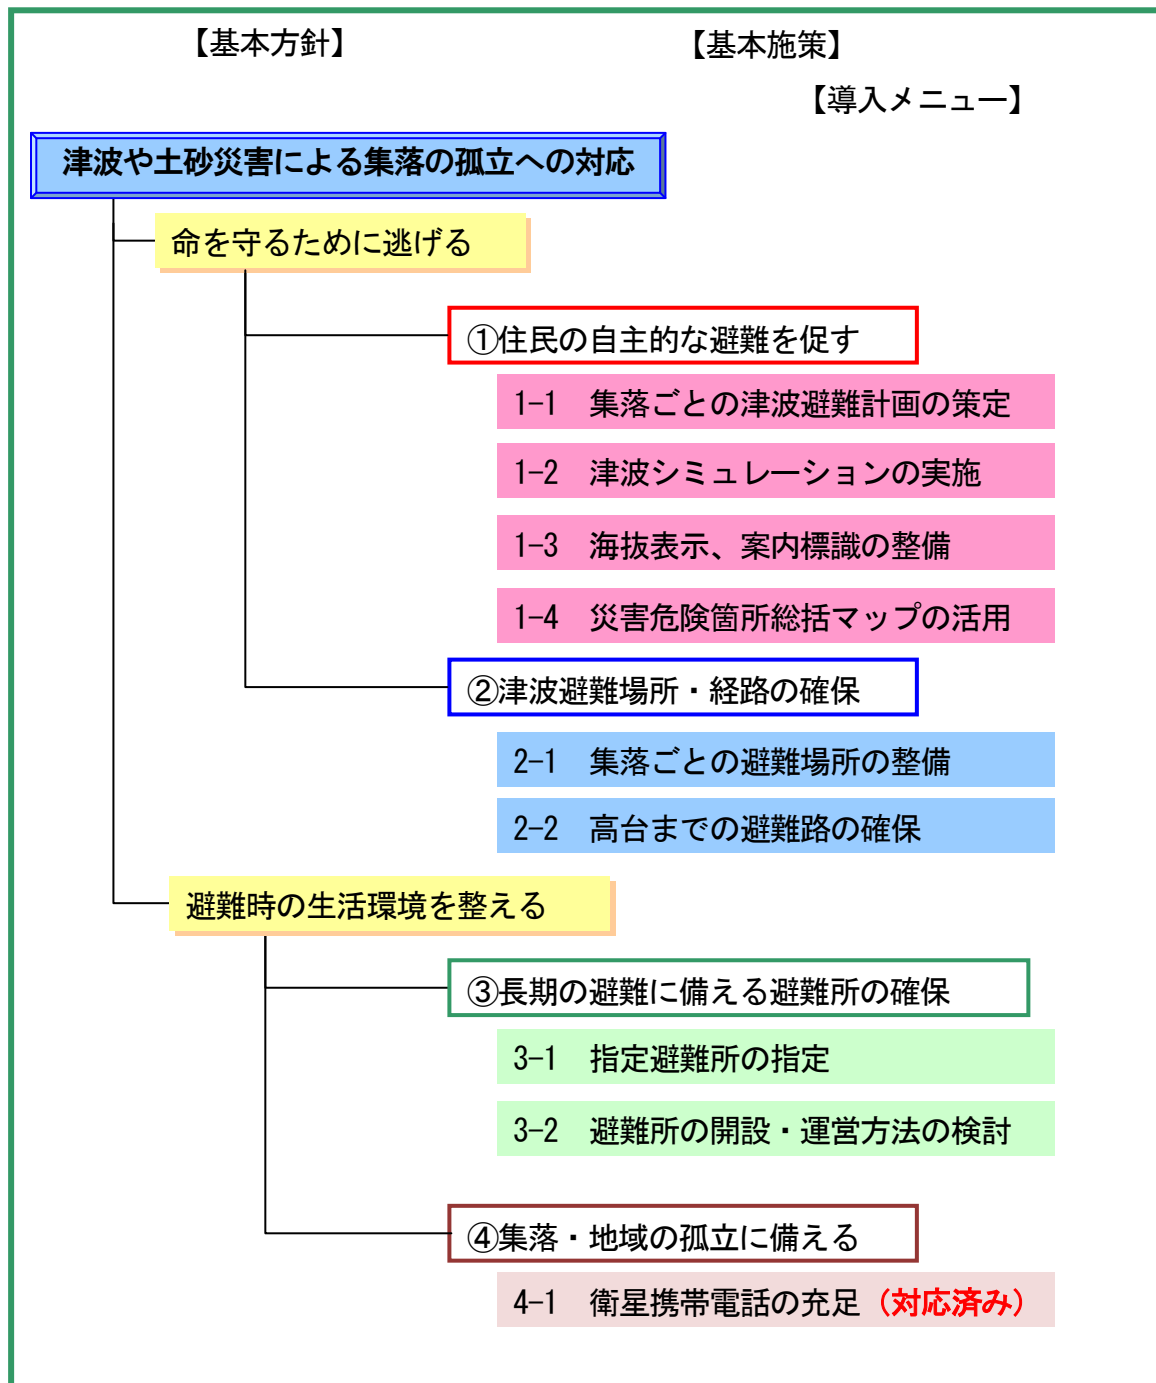 【基本方針】 【基本施策】
【導入メニュー】
津波や土砂災害による集落の孤立への対応
命を守るために逃げる
①住民の自主的な避難を促す
1-1 集落ごとの津波避難計画の策定
1-2 津波シミュレーションの実施
1-3 海抜表示、案内標識の整備
1-4 災害危険箇所総括マップの活用
②津波避難場所・経路の確保
2-1 集落ごとの避難場所の整備
2-2 高台までの避難路の確保
避難時の生活環境を整える
③長期の避難に備える避難所の確保
3-1 指定避難所の指定
3-2 避難所の開設・運営方法の検討
④集落・地域の孤立に備える
4-1 衛星携帯電話の充足（対応済み）